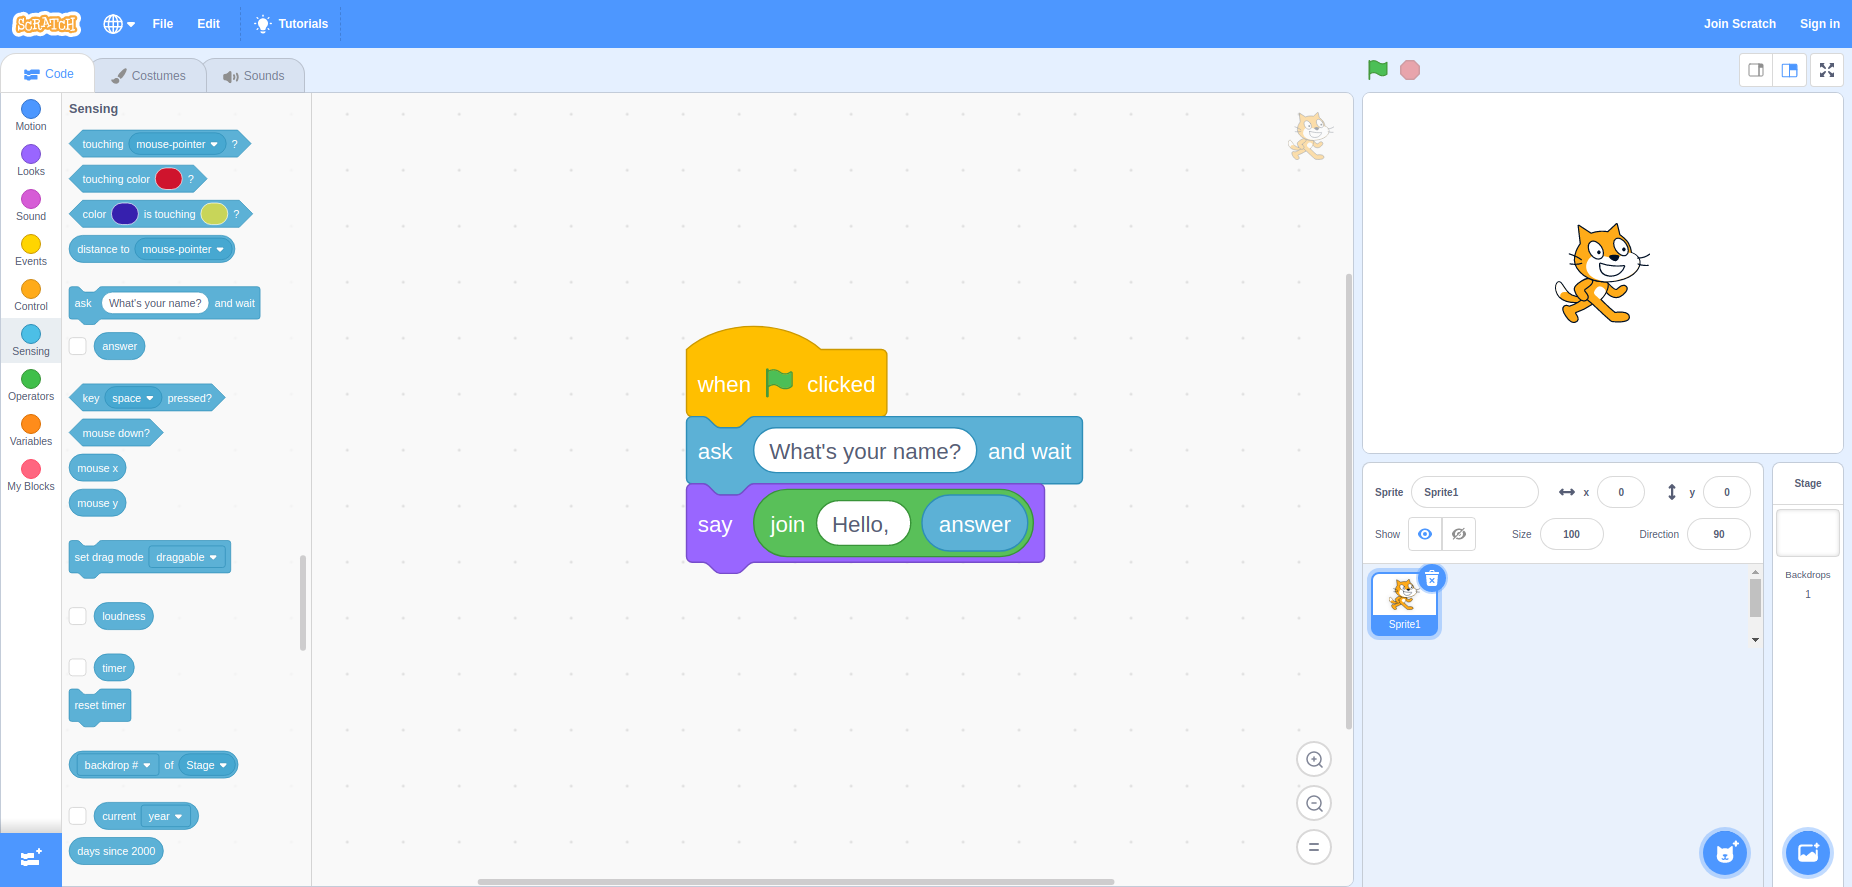 SCRATCH File Edit Tutorials Join Scratch Sign in
Code Costumes Sounds
Motion
Looks
Sound
Events
Control
Sensing
Operators
Variables
My Blocks
Sensing
touching mouse-pointer ?
touching color ?
color is touching ?
distance to mouse-pointer
ask What's your name? and wait
answer
key space pressed?
mouse down?
mouse x
mouse y
set drag mode draggable
loudness
timer
reset timer
backdrop # of Stage
current year
days since 2000
when clicked
ask What's your name? and wait
say join Hello, answer
Sprite Sprite1 x 0 y 0
Show Size 100 Direction 90
Sprite1
Stage
Backdrops
1